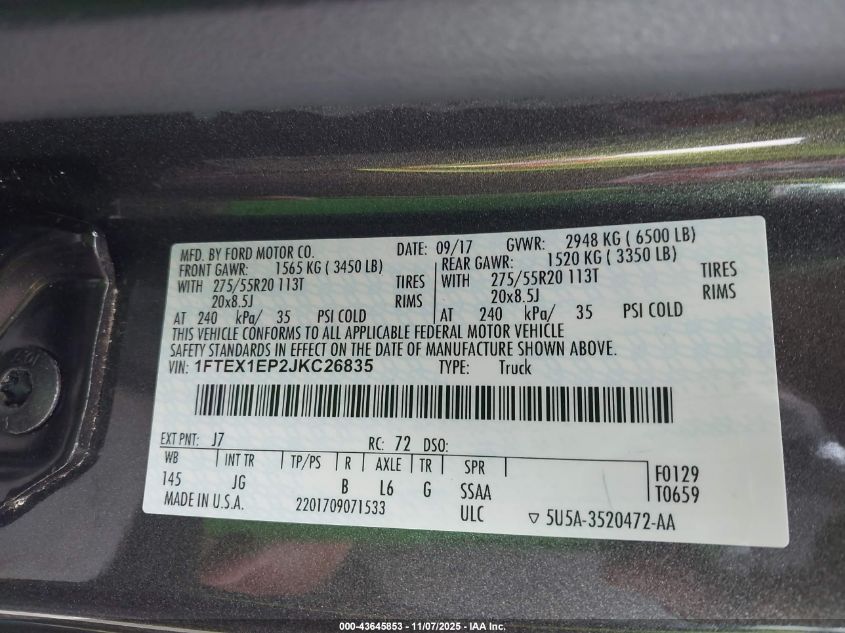 MFD. BY FORD MOTOR CO. DATE: 09/17 GVWR: 2948 KG ( 6500 LB)
FRONT GAWR: 1565 KG ( 3450 LB) REAR GAWR: 1520 KG ( 3350 LB)
WITH 275/55R20 113T TIRES WITH 275/55R20 113T TIRES
20x8.5J RIMS 20x8.5J RIMS
AT 240 kPa/ 35 PSI COLD AT 240 kPa/ 35 PSI COLD
THIS VEHICLE CONFORMS TO ALL APPLICABLE FEDERAL MOTOR VEHICLE
SAFETY STANDARDS IN EFFECT ON THE DATE OF MANUFACTURE SHOWN ABOVE.
VIN: 1FTEX1EP2JKC26835 TYPE: Truck
EXT PNT: J7 RC: 72 DSO:
WB INT TR TP/PS R AXLE TR SPR F0129
145 JG B L6 G SSAA T0659
MADE IN U.S.A. 2201709071533 ULC ▽ 5U5A-3520472-AA
000-43645853 - 11/07/2025 - IAA Inc.